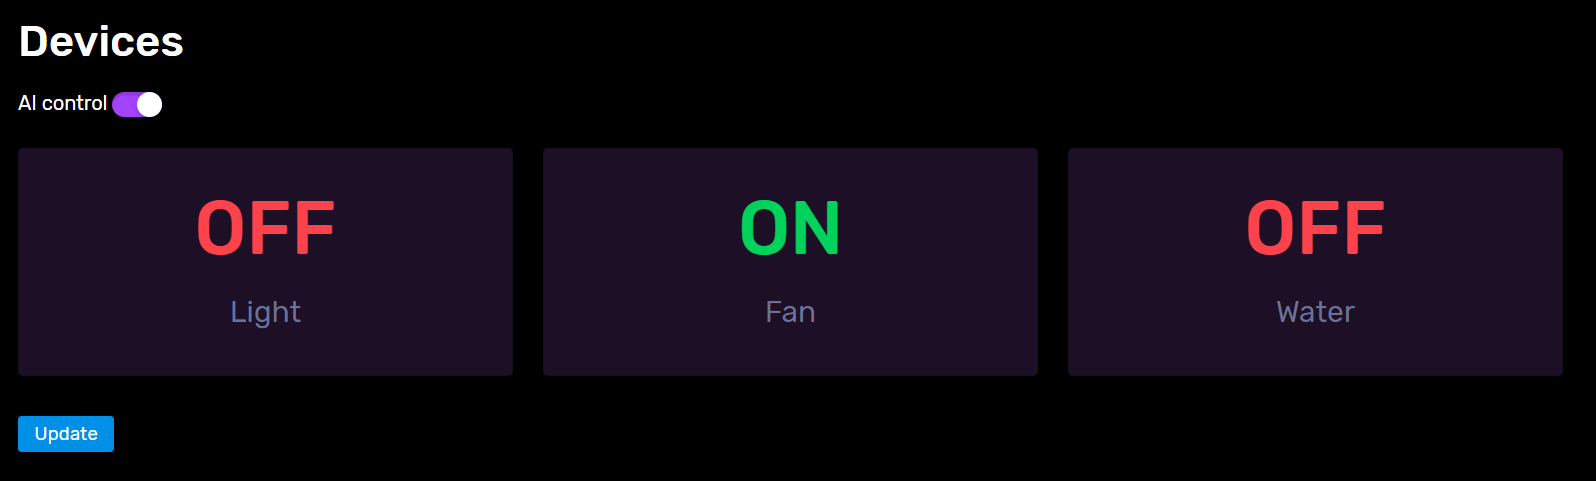 Devices
AI control
OFF ON OFF
Light Fan Water
Update